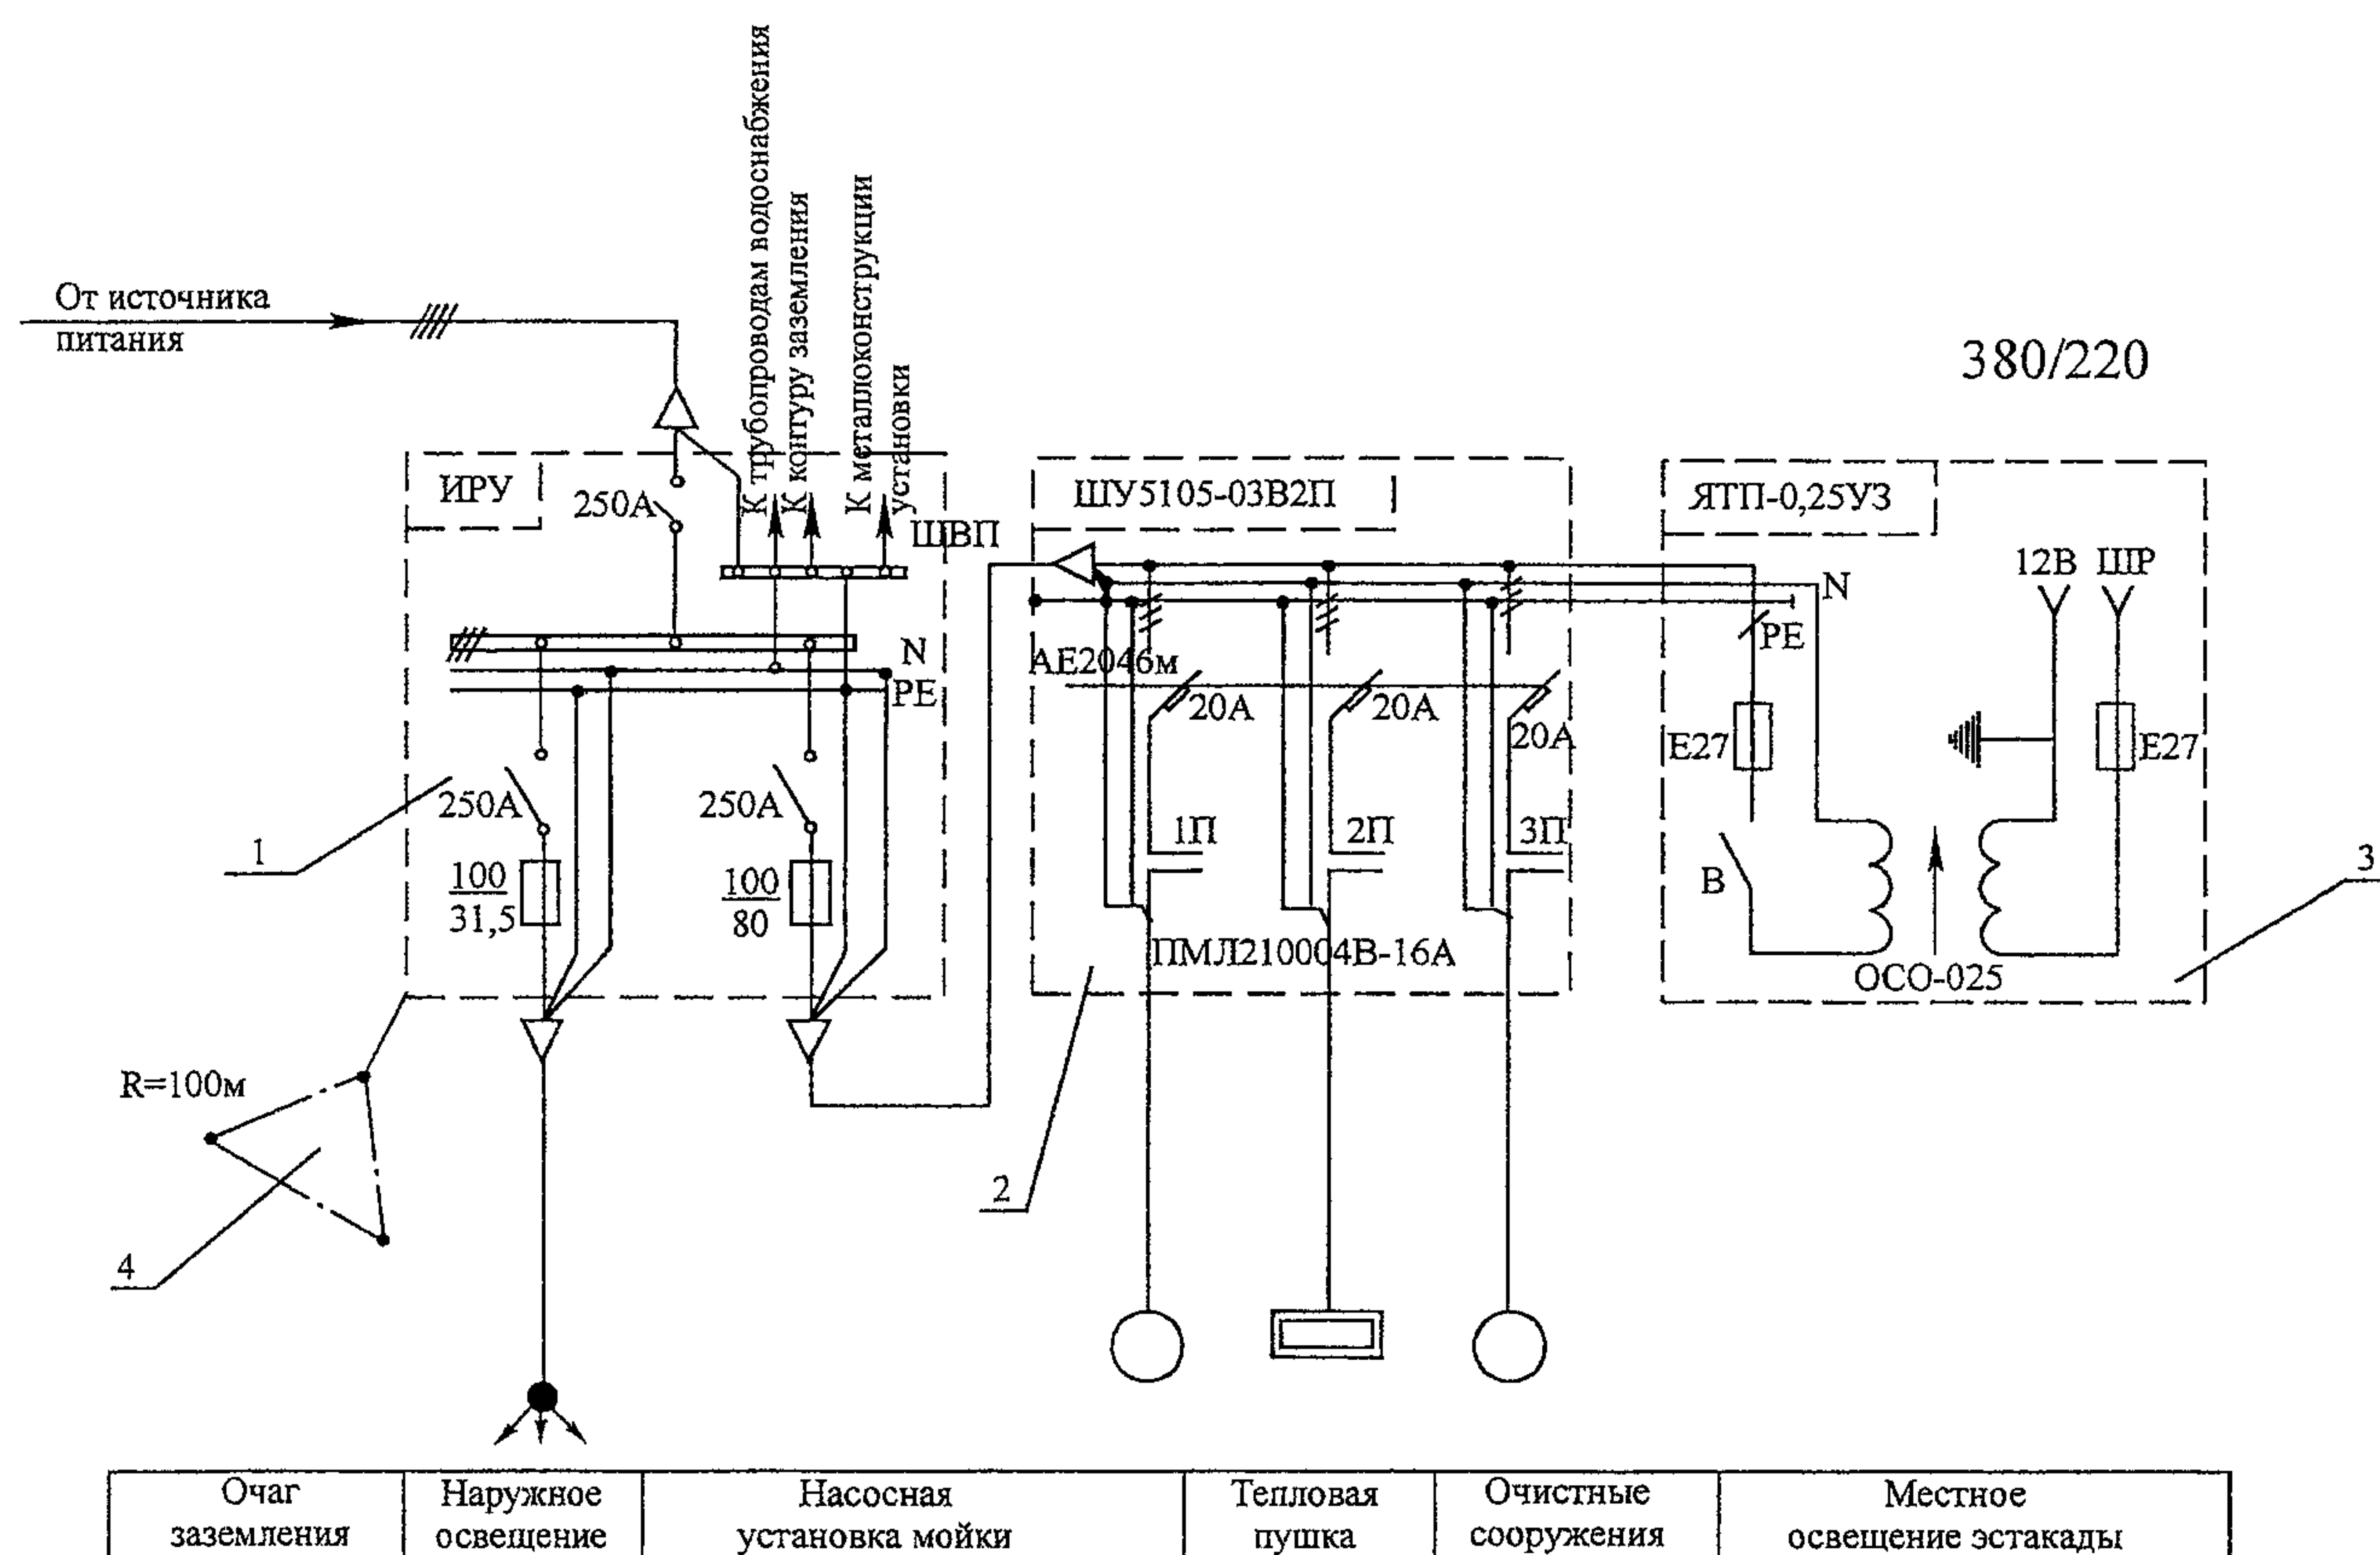 К трубопроводам водоснабжения
К контуру заземления
К металлоконструкции
установки
От источника
питания
380/220
ИРУ
250А
ШВП
ШУ5105-03В2П
ЯТП-0,25УЗ
12В ШР
N
PE
N
PE
АЕ2046м
20А
20А
20А
Е27
Е27
250А
250А
1П
2П
3П
1
100
31,5
100
80
В
3
ПМЛ210004В-16А
ОСО-025
R=100м
2
4
Очаг
заземления
Наружное
освещение
Насосная
установка мойки
Тепловая
пушка
Очистные
сооружения
Местное
освещение эстакады